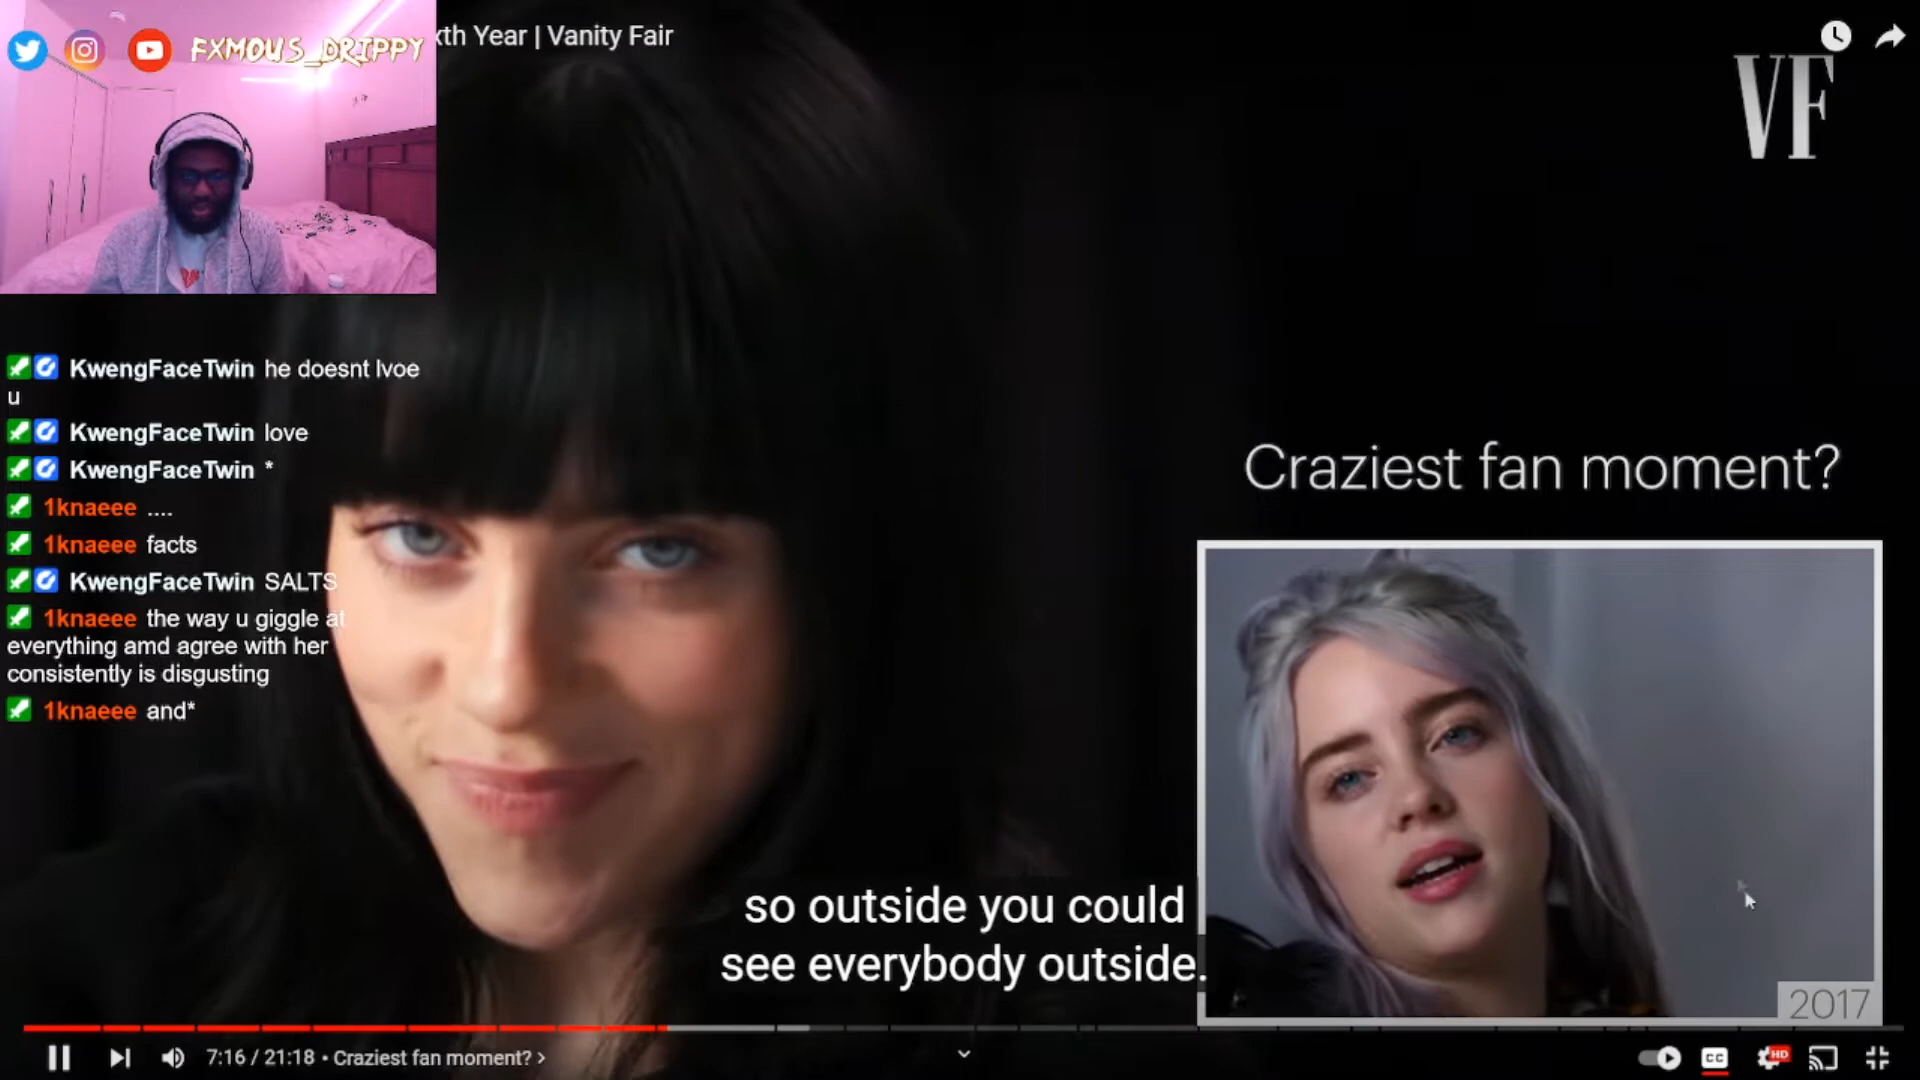 FXMOUS_DRIPPY
xth Year | Vanity Fair
VF
KwengFaceTwin he doesnt lvoe
u
KwengFaceTwin love
KwengFaceTwin *
1knaeee ....
1knaeee facts
KwengFaceTwin SALTS
1knaeee the way u giggle at
everything amd agree with her
consistently is disgusting
1knaeee and*
Craziest fan moment?
so outside you could
see everybody outside.
2017
7:16 / 21:18 • Craziest fan moment? >
CC
HD